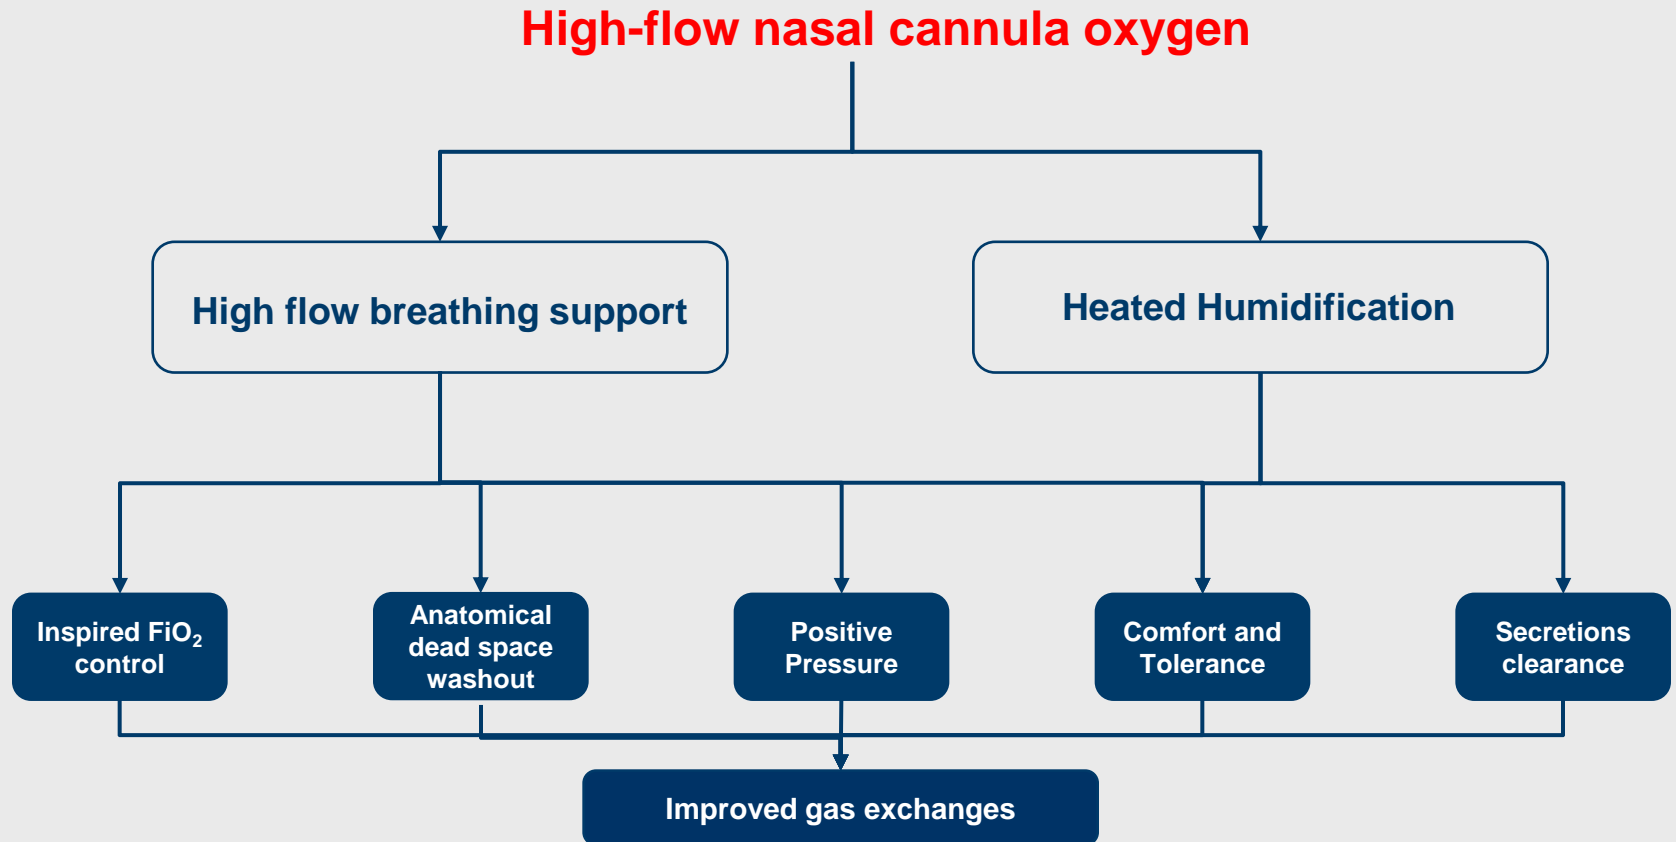 High-flow nasal cannula oxygen
High flow breathing support
Heated Humidification
Inspired FiO₂
control
Anatomical
dead space
washout
Positive
Pressure
Comfort and
Tolerance
Secretions
clearance
Improved gas exchanges